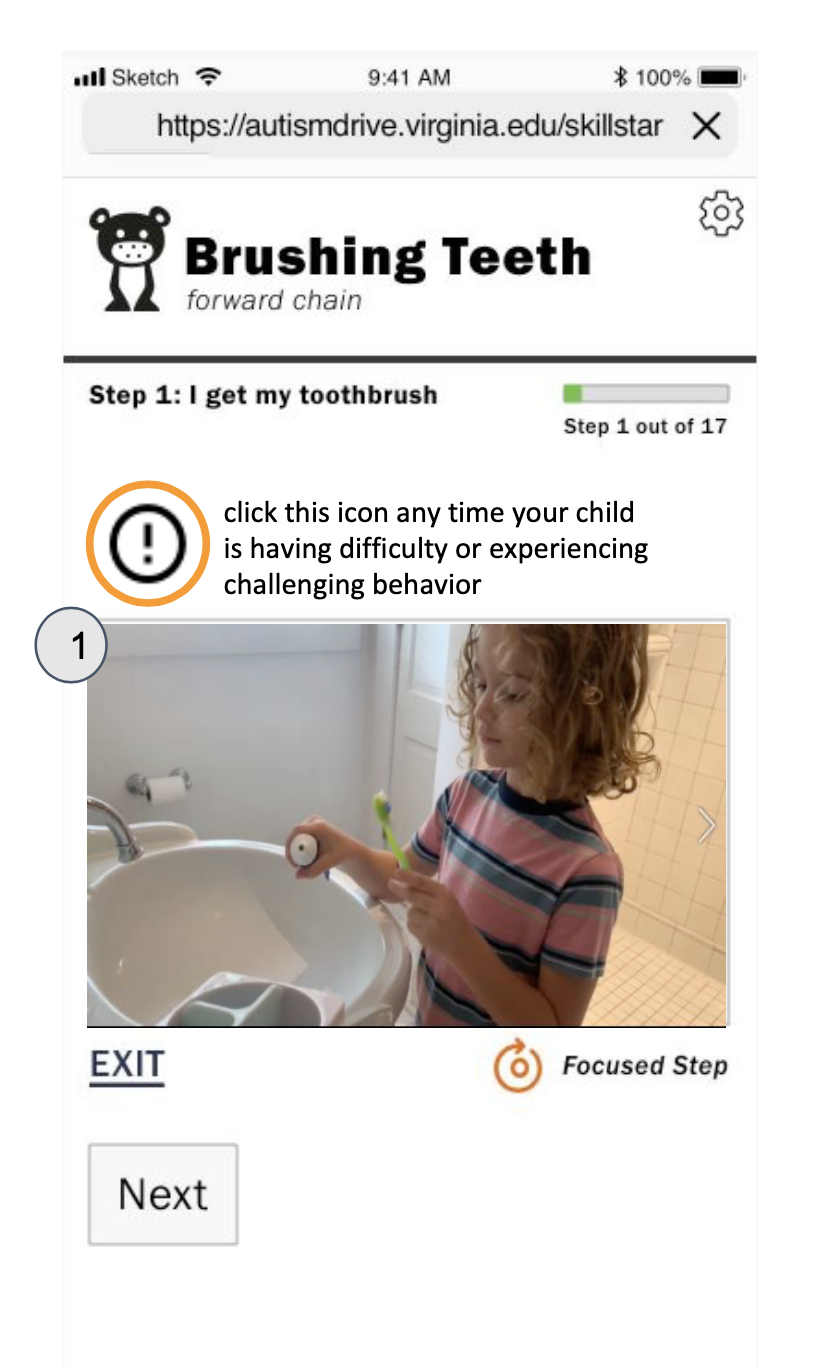 Sketch 9:41 AM 100%
https://autismdrive.virginia.edu/skillstar
Brushing Teeth
forward chain
Step 1: I get my toothbrush
Step 1 out of 17
click this icon any time your child
is having difficulty or experiencing
challenging behavior
1
EXIT
Focused Step
Next